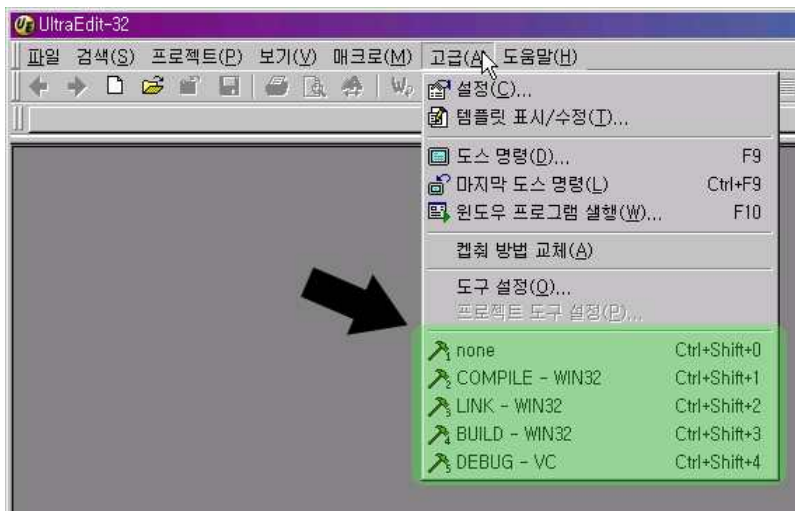 UltraEdit-32
파일 검색(S) 프로젝트(P) 보기(V) 매크로(M) 고급(A) 도움말(H)
설정(C)...
템플릿 표시/수정(T)...
도스 명령(D)... F9
마지막 도스 명령(L) Ctrl+F9
윈도우 프로그램 샐행(W)... F10
켑춰 방법 교체(A)
도구 설정(O)...
프로젝트 도구 설정(P)...
none Ctrl+Shift+0
COMPILE - WIN32 Ctrl+Shift+1
LINK - WIN32 Ctrl+Shift+2
BUILD - WIN32 Ctrl+Shift+3
DEBUG - VC Ctrl+Shift+4